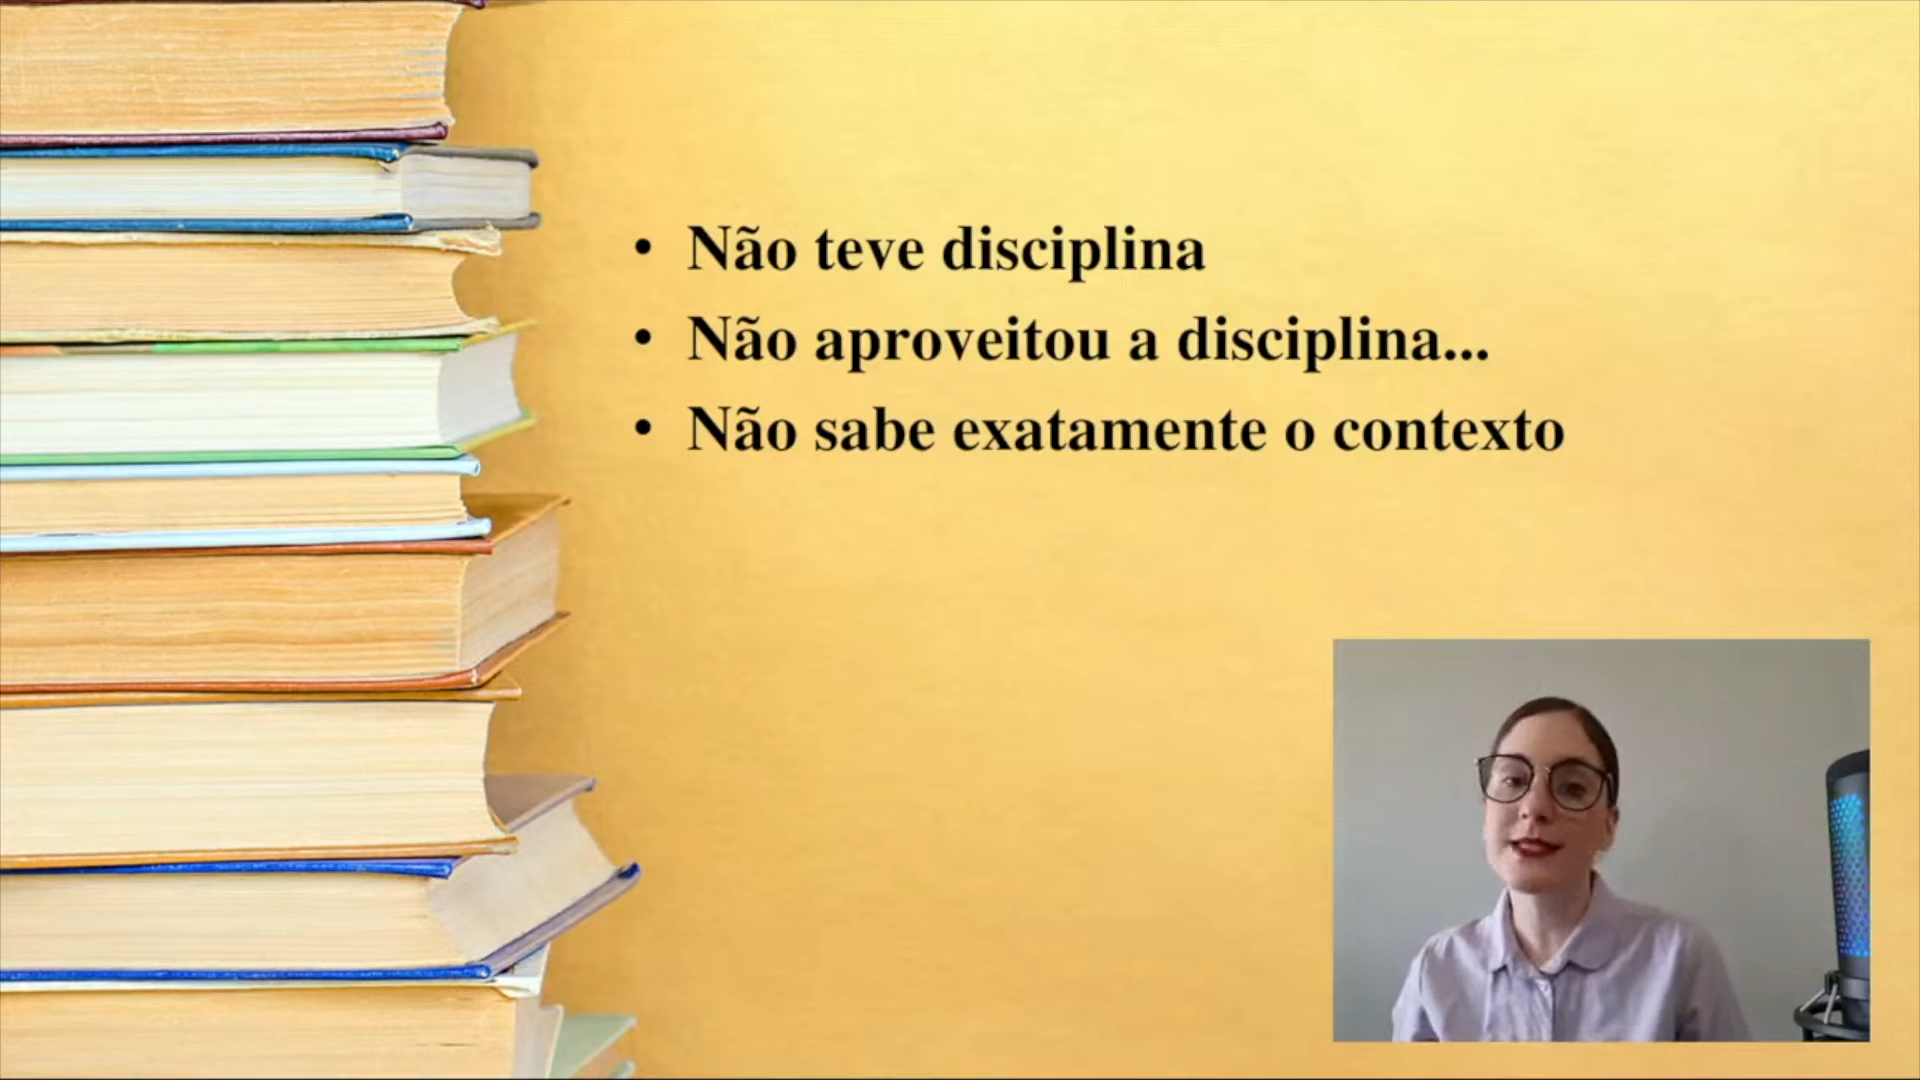 • Não teve disciplina
• Não aproveitou a disciplina...
• Não sabe exatamente o contexto